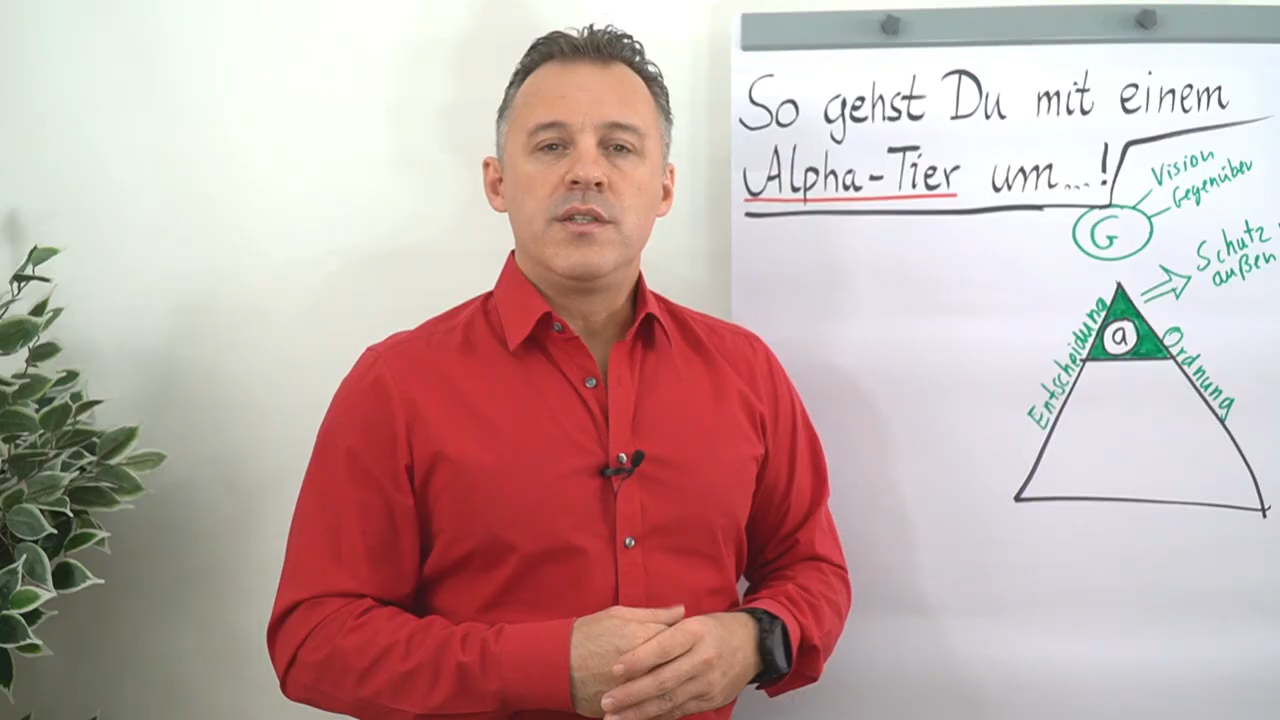 So gehst Du mit einem
Alpha-Tier um...!
Vision
Gegenüber
G
Schutz
außen
a
Entscheidung
Ordnung